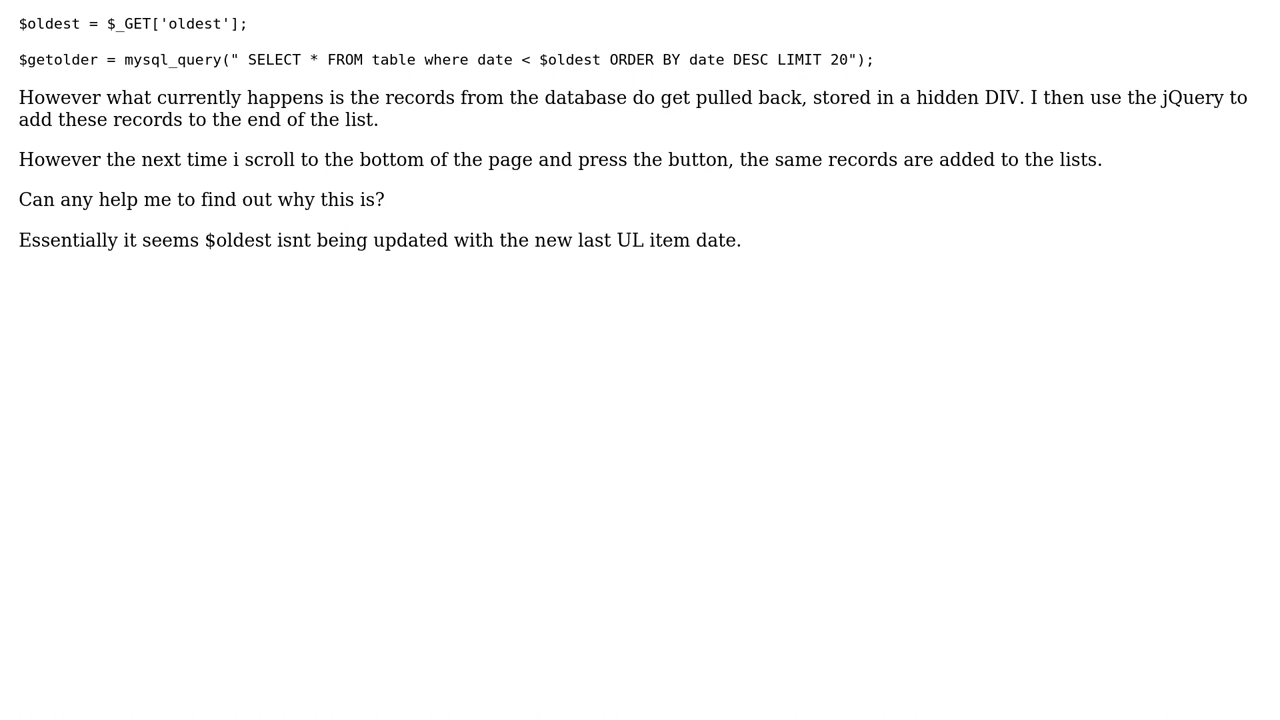 $oldest = $_GET['oldest'];
$getolder = mysql_query(" SELECT * FROM table where date < $oldest ORDER BY date DESC LIMIT 20");
However what currently happens is the records from the database do get pulled back, stored in a hidden DIV. I then use the jQuery to
add these records to the end of the list.
However the next time i scroll to the bottom of the page and press the button, the same records are added to the lists.
Can any help me to find out why this is?
Essentially it seems $oldest isnt being updated with the new last UL item date.